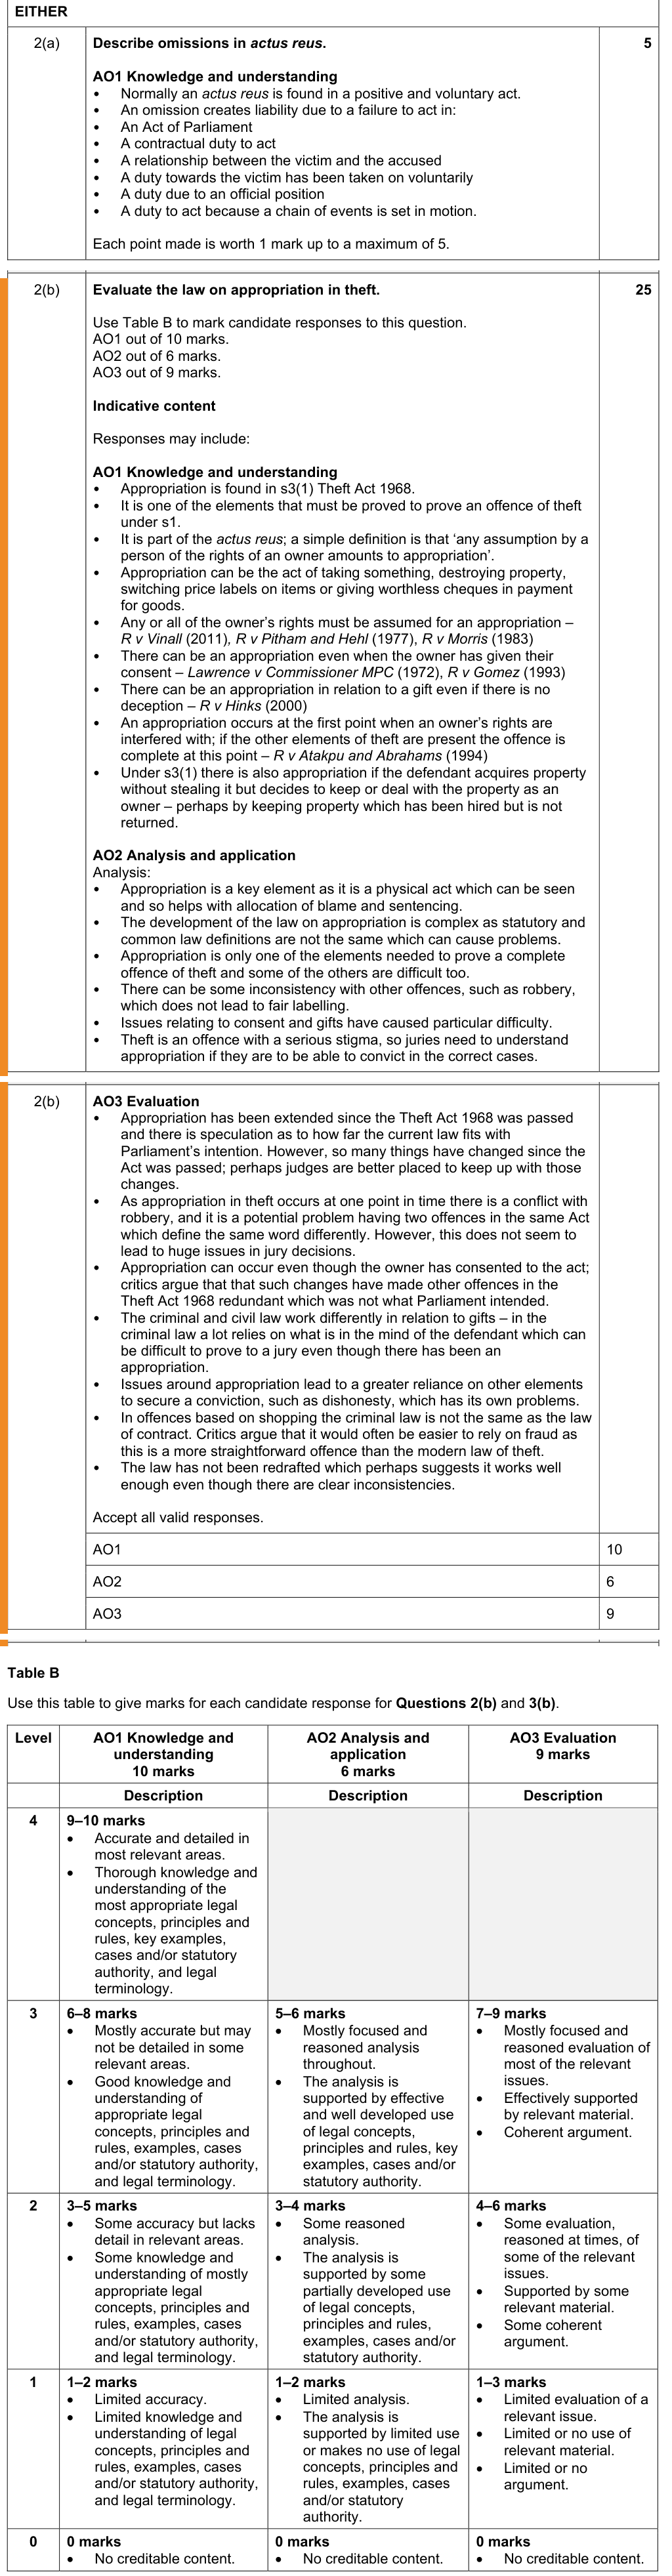 EITHER
2(a)
Describe omissions in actus reus.
5
AO1 Knowledge and understanding
• Normally an actus reus is found in a positive and voluntary act.
• An omission creates liability due to a failure to act in:
• An Act of Parliament
• A contractual duty to act
• A relationship between the victim and the accused
• A duty towards the victim has been taken on voluntarily
• A duty due to an official position
• A duty to act because a chain of events is set in motion.
Each point made is worth 1 mark up to a maximum of 5.
2(b)
Evaluate the law on appropriation in theft.
25
Use Table B to mark candidate responses to this question.
AO1 out of 10 marks.
AO2 out of 6 marks.
AO3 out of 9 marks.
Indicative content
Responses may include:
AO1 Knowledge and understanding
• Appropriation is found in s3(1) Theft Act 1968.
• It is one of the elements that must be proved to prove an offence of theft
under s1.
• It is part of the actus reus; a simple definition is that ‘any assumption by a
person of the rights of an owner amounts to appropriation’.
• Appropriation can be the act of taking something, destroying property,
switching price labels on items or giving worthless cheques in payment
for goods.
• Any or all of the owner’s rights must be assumed for an appropriation –
R v Vinall (2011), R v Pitham and Hehl (1977), R v Morris (1983)
• There can be an appropriation even when the owner has given their
consent – Lawrence v Commissioner MPC (1972), R v Gomez (1993)
• There can be an appropriation in relation to a gift even if there is no
deception – R v Hinks (2000)
• An appropriation occurs at the first point when an owner’s rights are
interfered with; if the other elements of theft are present the offence is
complete at this point – R v Atakpu and Abrahams (1994)
• Under s3(1) there is also appropriation if the defendant acquires property
without stealing it but decides to keep or deal with the property as an
owner – perhaps by keeping property which has been hired but is not
returned.
AO2 Analysis and application
Analysis:
• Appropriation is a key element as it is a physical act which can be seen
and so helps with allocation of blame and sentencing.
• The development of the law on appropriation is complex as statutory and
common law definitions are not the same which can cause problems.
• Appropriation is only one of the elements needed to prove a complete
offence of theft and some of the others are difficult too.
• There can be some inconsistency with other offences, such as robbery,
which does not lead to fair labelling.
• Issues relating to consent and gifts have caused particular difficulty.
• Theft is an offence with a serious stigma, so juries need to understand
appropriation if they are to be able to convict in the correct cases.
2(b)
AO3 Evaluation
• Appropriation has been extended since the Theft Act 1968 was passed
and there is speculation as to how far the current law fits with
Parliament’s intention. However, so many things have changed since the
Act was passed; perhaps judges are better placed to keep up with those
changes.
• As appropriation in theft occurs at one point in time there is a conflict with
robbery, and it is a potential problem having two offences in the same Act
which define the same word differently. However, this does not seem to
lead to huge issues in jury decisions.
• Appropriation can occur even though the owner has consented to the act;
critics argue that that such changes have made other offences in the
Theft Act 1968 redundant which was not what Parliament intended.
• The criminal and civil law work differently in relation to gifts – in the
criminal law a lot relies on what is in the mind of the defendant which can
be difficult to prove to a jury even though there has been an
appropriation.
• Issues around appropriation lead to a greater reliance on other elements
to secure a conviction, such as dishonesty, which has its own problems.
• In offences based on shopping the criminal law is not the same as the law
of contract. Critics argue that it would often be easier to rely on fraud as
this is a more straightforward offence than the modern law of theft.
• The law has not been redrafted which perhaps suggests it works well
enough even though there are clear inconsistencies.
Accept all valid responses.
AO1 10
AO2 6
AO3 9
Table B
Use this table to give marks for each candidate response for Questions 2(b) and 3(b).
Level
AO1 Knowledge and
understanding
10 marks
AO2 Analysis and
application
6 marks
AO3 Evaluation
9 marks
Description
Description
Description
4
9–10 marks
• Accurate and detailed in
most relevant areas.
• Thorough knowledge and
understanding of the
most appropriate legal
concepts, principles and
rules, key examples,
cases and/or statutory
authority, and legal
terminology.
3
6–8 marks
• Mostly accurate but may
not be detailed in some
relevant areas.
• Good knowledge and
understanding of
appropriate legal
concepts, principles and
rules, examples, cases
and/or statutory authority,
and legal terminology.
5–6 marks
• Mostly focused and
reasoned analysis
throughout.
• The analysis is
supported by effective
and well developed use
of legal concepts,
principles and rules, key
examples, cases and/or
statutory authority.
7–9 marks
• Mostly focused and
reasoned evaluation of
most of the relevant
issues.
• Effectively supported
by relevant material.
• Coherent argument.
2
3–5 marks
• Some accuracy but lacks
detail in relevant areas.
• Some knowledge and
understanding of mostly
appropriate legal
concepts, principles and
rules, examples, cases
and/or statutory authority,
and legal terminology.
3–4 marks
• Some reasoned
analysis.
• The analysis is
supported by some
partially developed use
of legal concepts,
principles and rules,
examples, cases and/or
statutory authority.
4–6 marks
• Some evaluation,
reasoned at times, of
some of the relevant
issues.
• Supported by some
relevant material.
• Some coherent
argument.
1
1–2 marks
• Limited accuracy.
• Limited knowledge and
understanding of legal
concepts, principles and
rules, examples, cases
and/or statutory authority,
and legal terminology.
1–2 marks
• Limited analysis.
• The analysis is
supported by limited use
or makes no use of legal
concepts, principles and
rules, examples, cases
and/or statutory
authority.
1–3 marks
• Limited evaluation of a
relevant issue.
• Limited or no use of
relevant material.
• Limited or no
argument.
0
0 marks
• No creditable content.
0 marks
• No creditable content.
0 marks
• No creditable content.